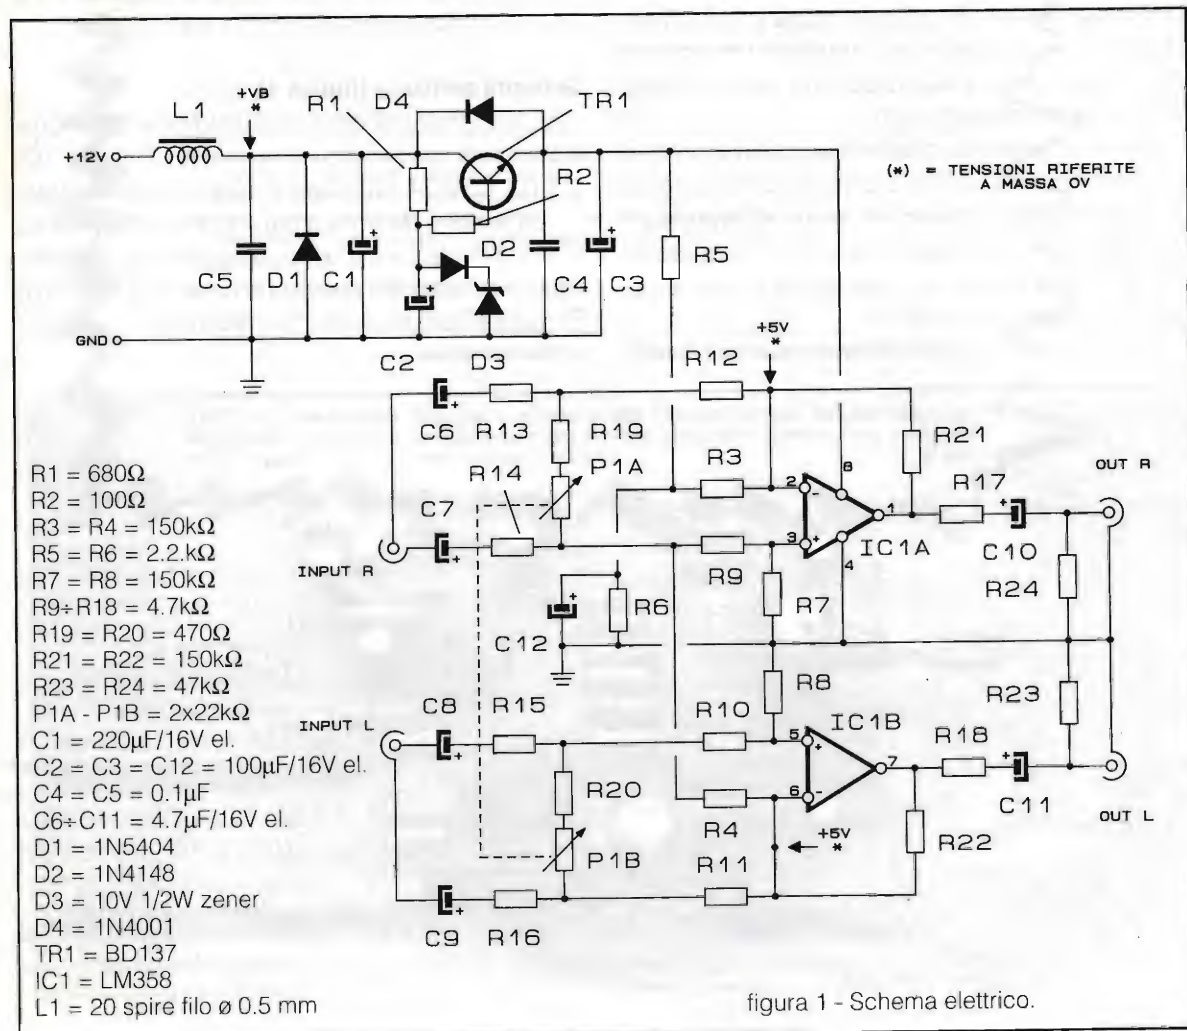 L1
+VB
*
R1
D4
TR1
+12V
R2
(*) = TENSIONI RIFERITE
A MASSA 0V
C5
D1
C1
D2
C4
C3
R5
GND
C2
D3
R12
+5V
*
C6
R13
R19
R21
R14
P1A
R3
R17
OUT R
2
-
8
1
C7
3
+
IC1A
4
INPUT R
R9
C10
R24
R6
R7
C12
R1 = 680Ω
R2 = 100Ω
R3 = R4 = 150kΩ
R5 = R6 = 2.2.kΩ
R7 = R8 = 150kΩ
R9÷R18 = 4.7kΩ
R19 = R20 = 470Ω
R21 = R22 = 150kΩ
R23 = R24 = 47kΩ
P1A - P1B = 2x22kΩ
C1 = 220µF/16V el.
C2 = C3 = C12 = 100µF/16V el.
C4 = C5 = 0.1µF
C6÷C11 = 4.7µF/16V el.
D1 = 1N5404
D2 = 1N4148
D3 = 10V 1/2W zener
D4 = 1N4001
TR1 = BD137
IC1 = LM358
L1 = 20 spire filo ø 0.5 mm
R8
R23
C8
R15
R10
IC1B
INPUT L
5
+
7
R18
6
-
R20
R4
C11
OUT L
P1B
+5V
*
R22
R11
C9
R16
figura 1 - Schema elettrico.